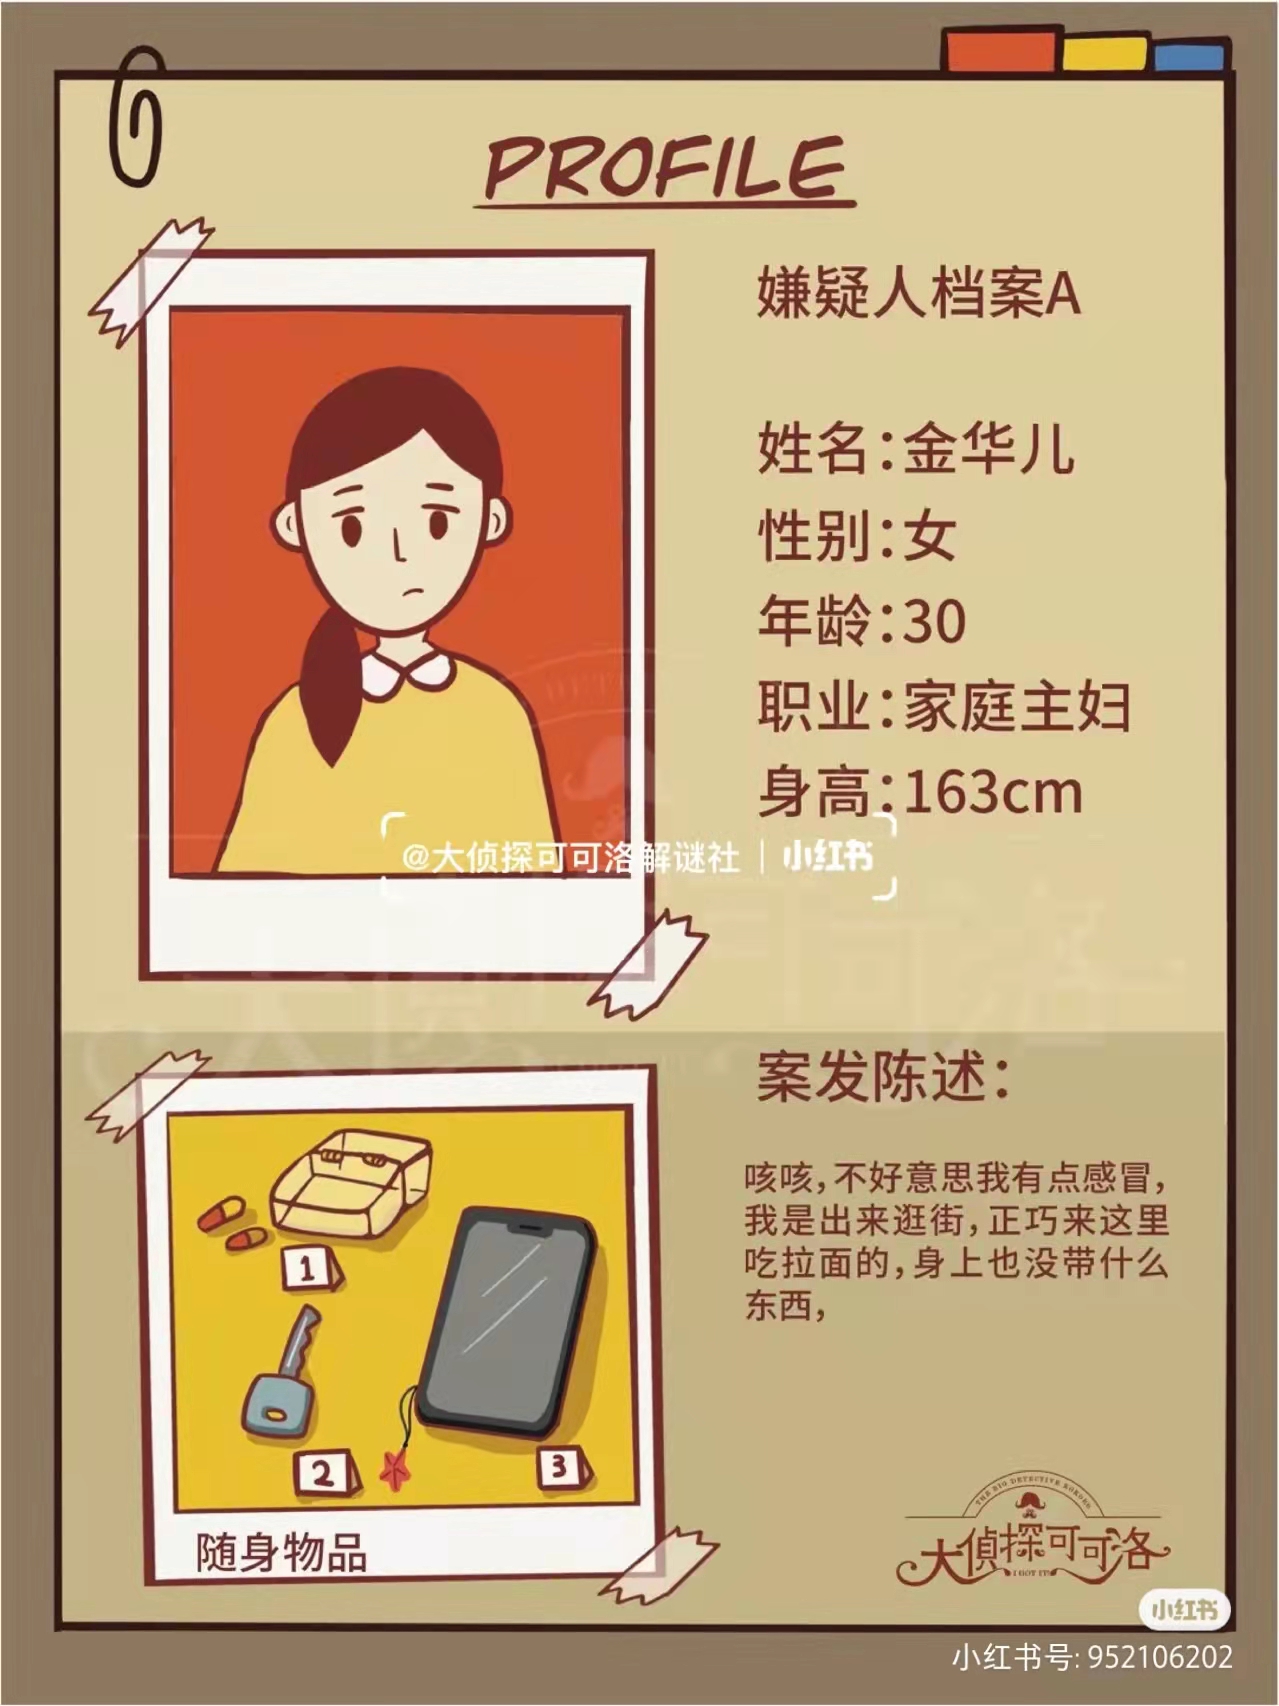 PROFILE
嫌疑人档案A
姓名:金华儿
性别:女
年龄:30
职业:家庭主妇
身高:163cm
@大侦探可可洛解谜社 | 小红书
案发陈述:
咳咳,不好意思我有点感冒,
我是出来逛街,正巧来这里
吃拉面的,身上也没带什么
东西,
1
2
3
随身物品
大侦探可可洛
I GOT IT!
小红书
小红书号: 952106202